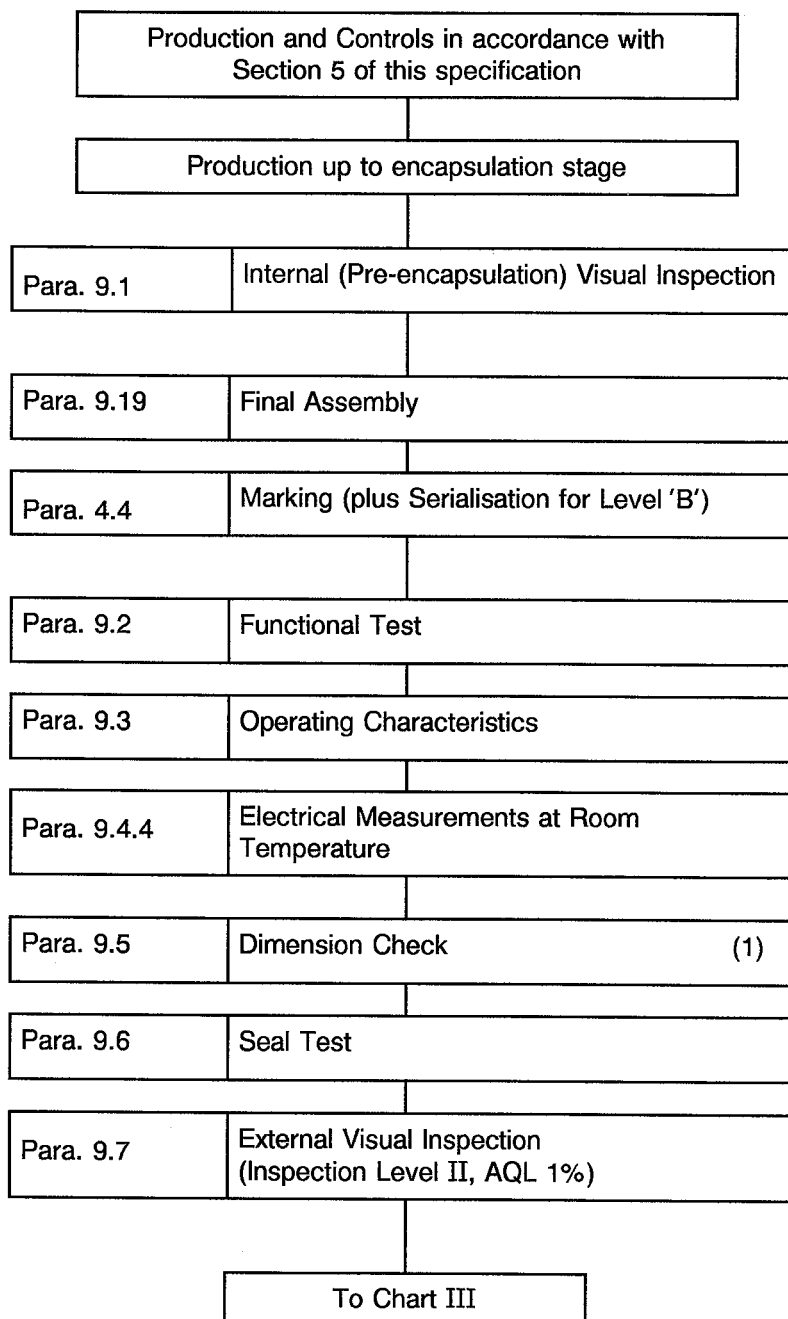 Production and Controls in accordance with
Section 5 of this specification
Production up to encapsulation stage
Para. 9.1 Internal (Pre-encapsulation) Visual Inspection
Para. 9.19 Final Assembly
Para. 4.4 Marking (plus Serialisation for Level 'B')
Para. 9.2 Functional Test
Para. 9.3 Operating Characteristics
Para. 9.4.4 Electrical Measurements at Room
Temperature
Para. 9.5 Dimension Check (1)
Para. 9.6 Seal Test
Para. 9.7 External Visual Inspection
(Inspection Level II, AQL 1%)
To Chart III